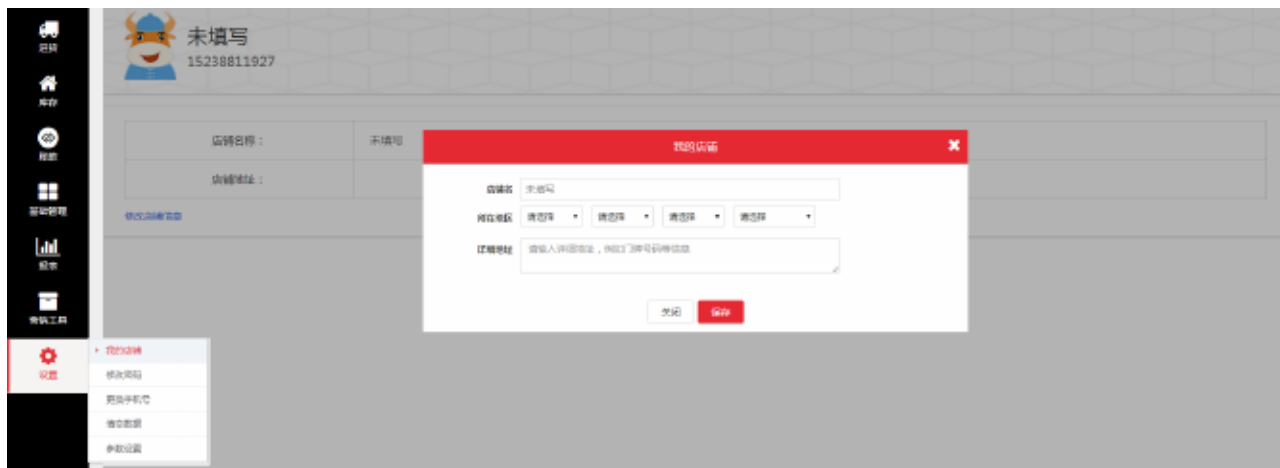 进货
库存
账款
基础管理
报表
营销工具
设置
我的店铺
修改密码
更换手机号
清空数据
参数设置
未填写
15238811927
店铺名称：
未填写
店铺地址：
修改店铺信息
我的店铺
店铺名
未填写
所在地区
请选择
请选择
请选择
请选择
详细地址
请输入详细地址，例如门牌号码等信息
关闭
保存